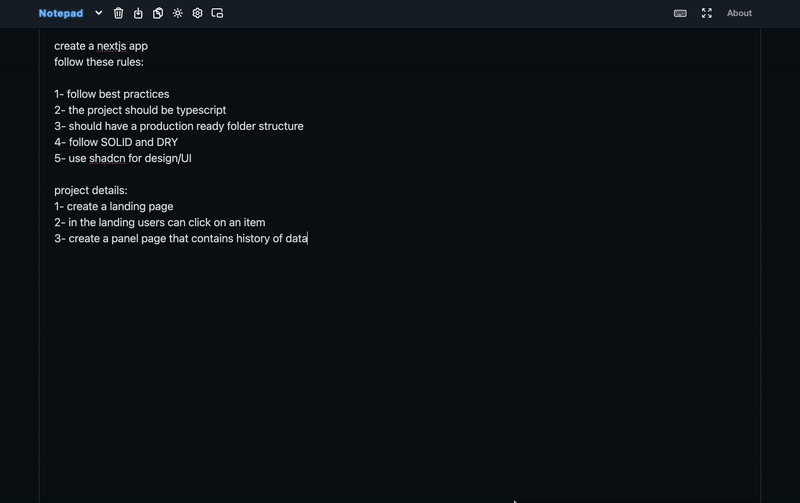 Notepad
About
create a nextjs app
follow these rules:
1- follow best practices
2- the project should be typescript
3- should have a production ready folder structure
4- follow SOLID and DRY
5- use shadcn for design/UI
project details:
1- create a landing page
2- in the landing users can click on an item
3- create a panel page that contains history of data